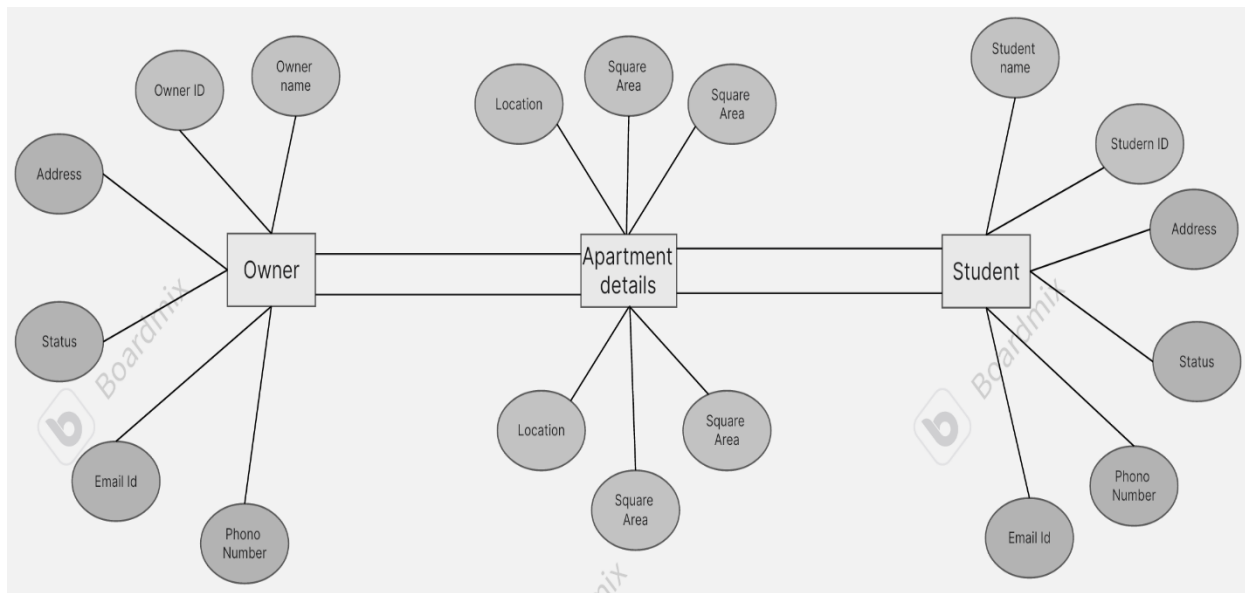 Owner ID
Owner
name
Address
Status
Email Id
Phono
Number
Owner
Location
Square
Area
Square
Area
Apartment
details
Location
Square
Area
Square
Area
Student
name
Studern ID
Address
Status
Phono
Number
Email Id
Student
b Boardmix
b Boardmix
mix